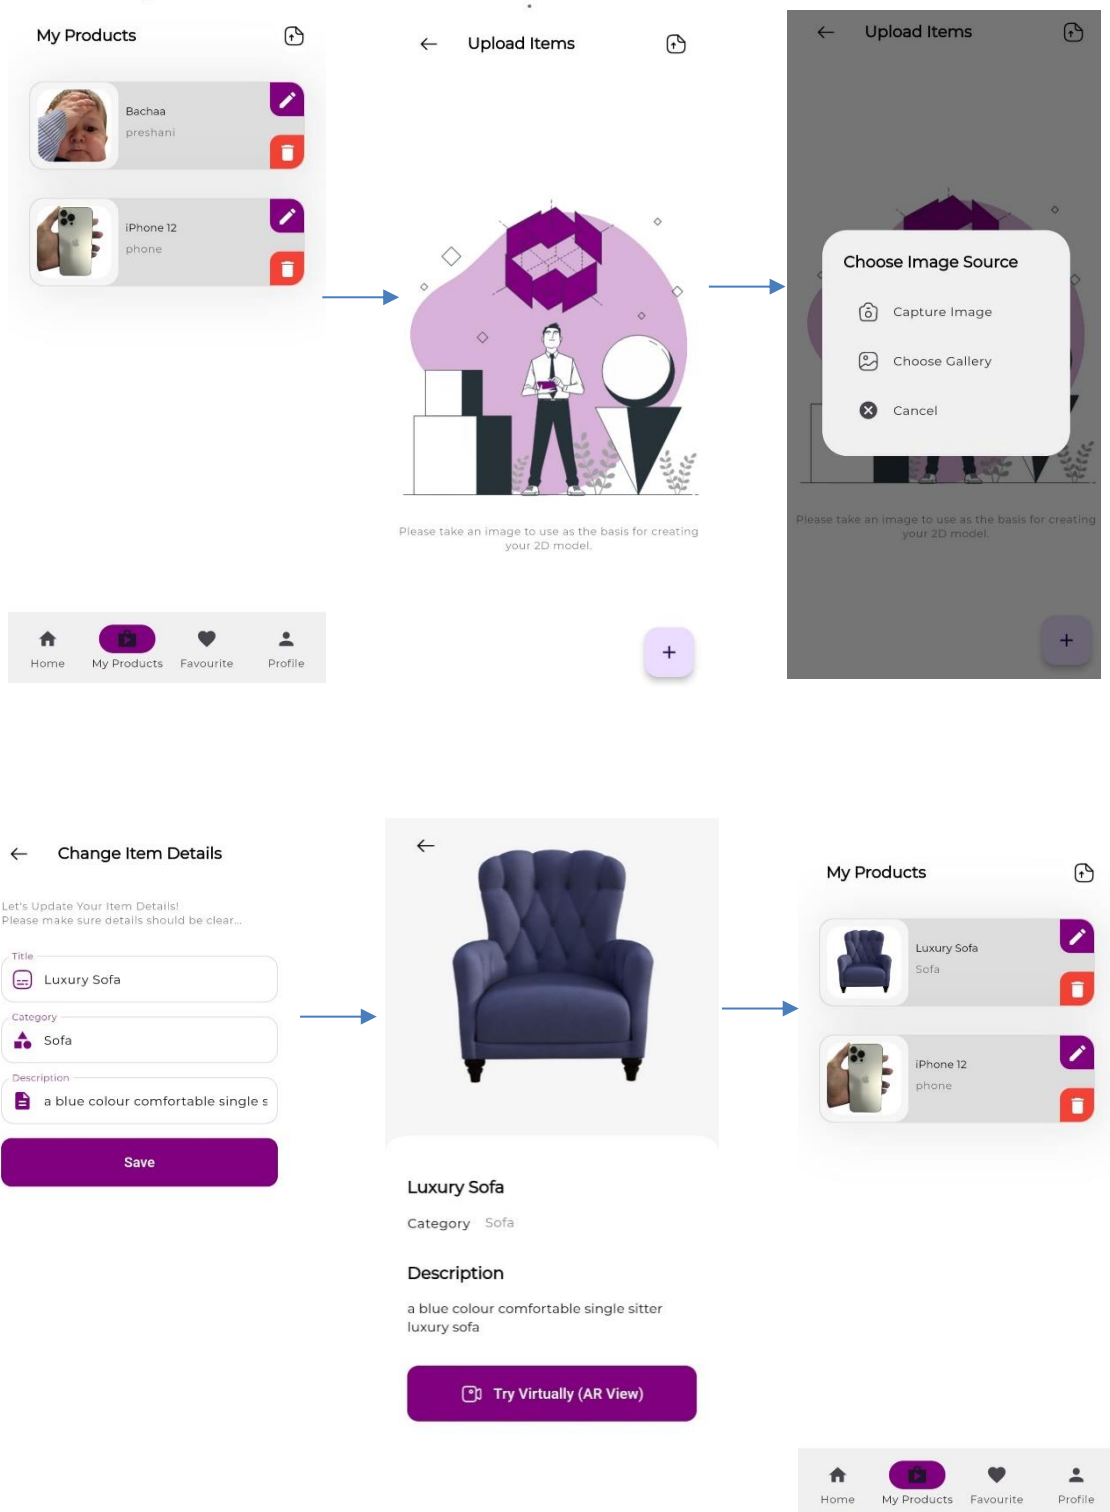 My Products
Bachaa
preshani
iPhone 12
phone
Home
My Products
Favourite
Profile
Upload Items
Please take an image to use as the basis for creating
your 2D model.
+
Upload Items
Choose Image Source
Capture Image
Choose Gallery
Cancel
Please take an image to use as the basis for creating
your 2D model.
+
Change Item Details
Let's Update Your Item Details!
Please make sure details should be clear...
Title
Luxury Sofa
Category
Sofa
Description
a blue colour comfortable single s
Save
Luxury Sofa
Category Sofa
Description
a blue colour comfortable single sitter
luxury sofa
Try Virtually (AR View)
My Products
Luxury Sofa
Sofa
iPhone 12
phone
Home
My Products
Favourite
Profile